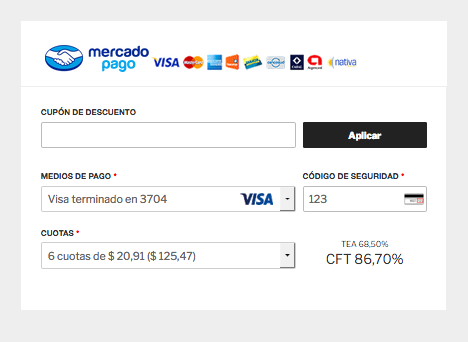 mercado
pago
VISA
nativa
CUPÓN DE DESCUENTO
Aplicar
MEDIOS DE PAGO *
CÓDIGO DE SEGURIDAD *
Visa terminado en 3704
VISA
123
CUOTAS *
TEA 68,50%
6 cuotas de $ 20,91 ($ 125,47)
CFT 86,70%